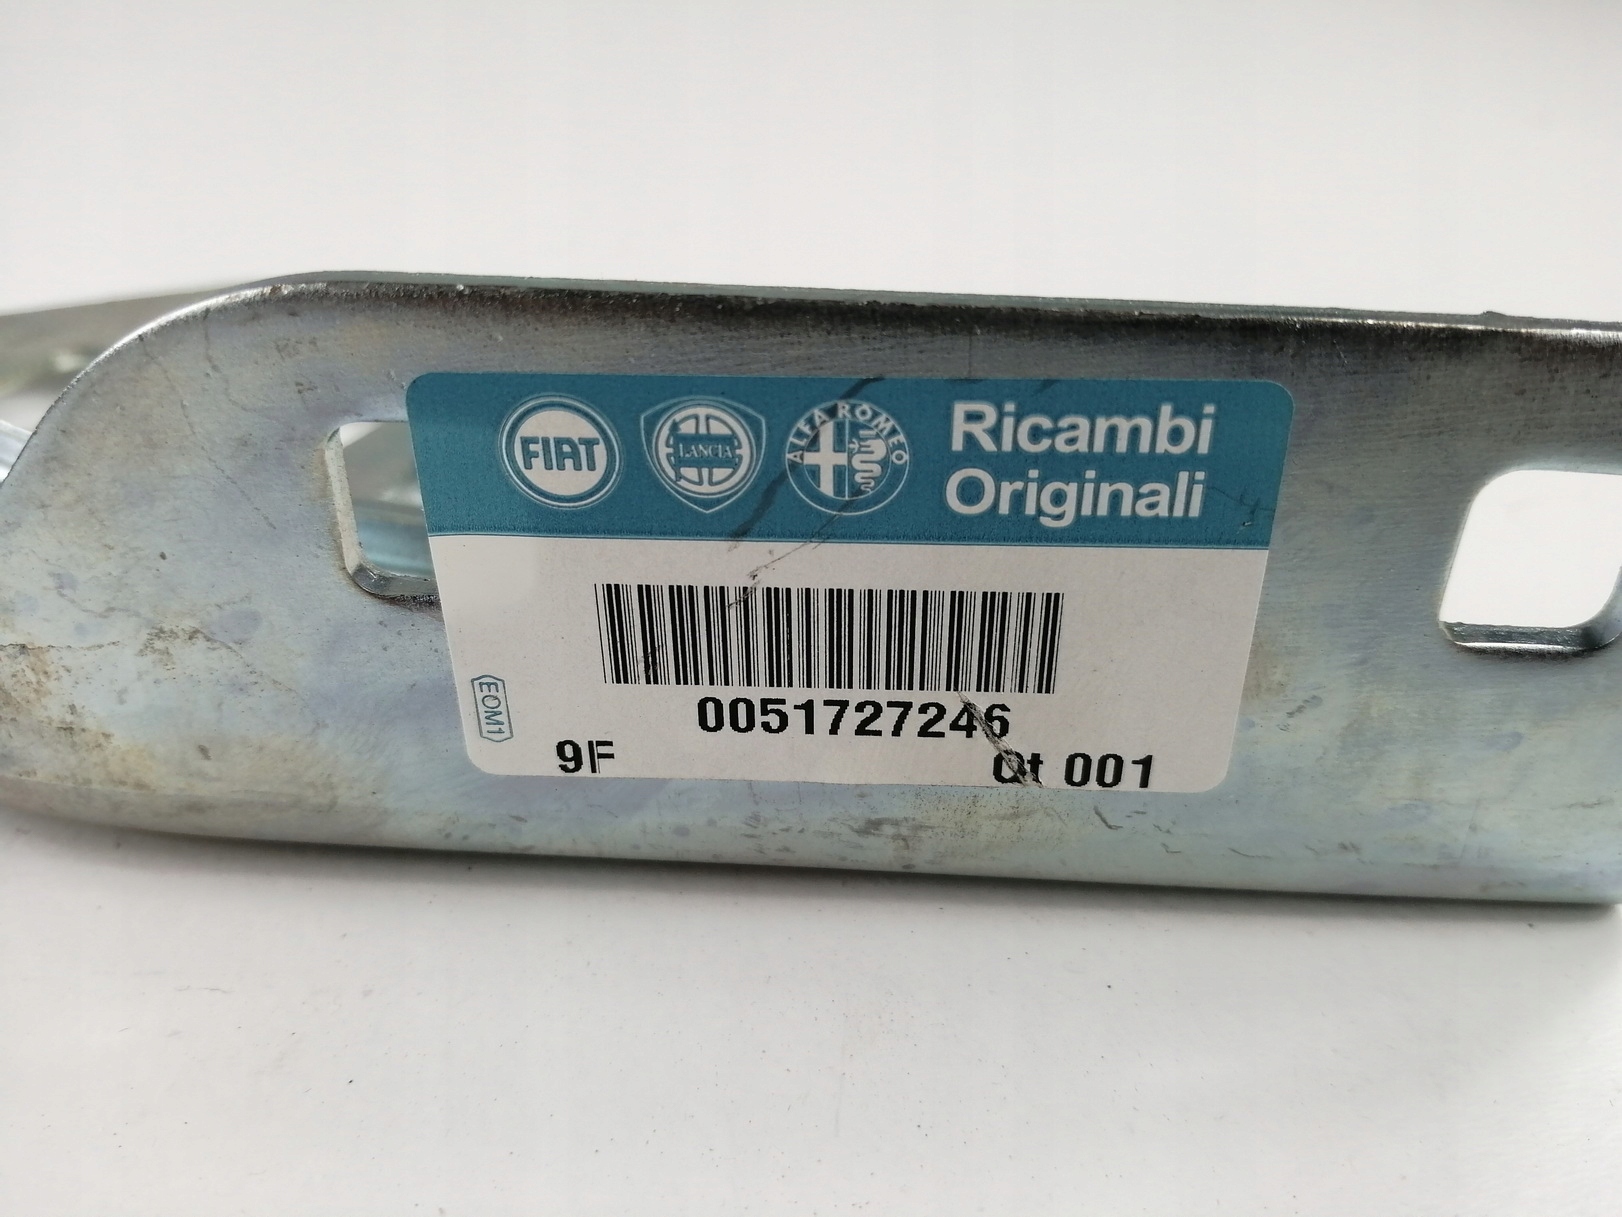 FIAT
LANCIA
ALFA ROMEO
Ricambi
Originali
EOM1
0051727246
9F
Qt 001